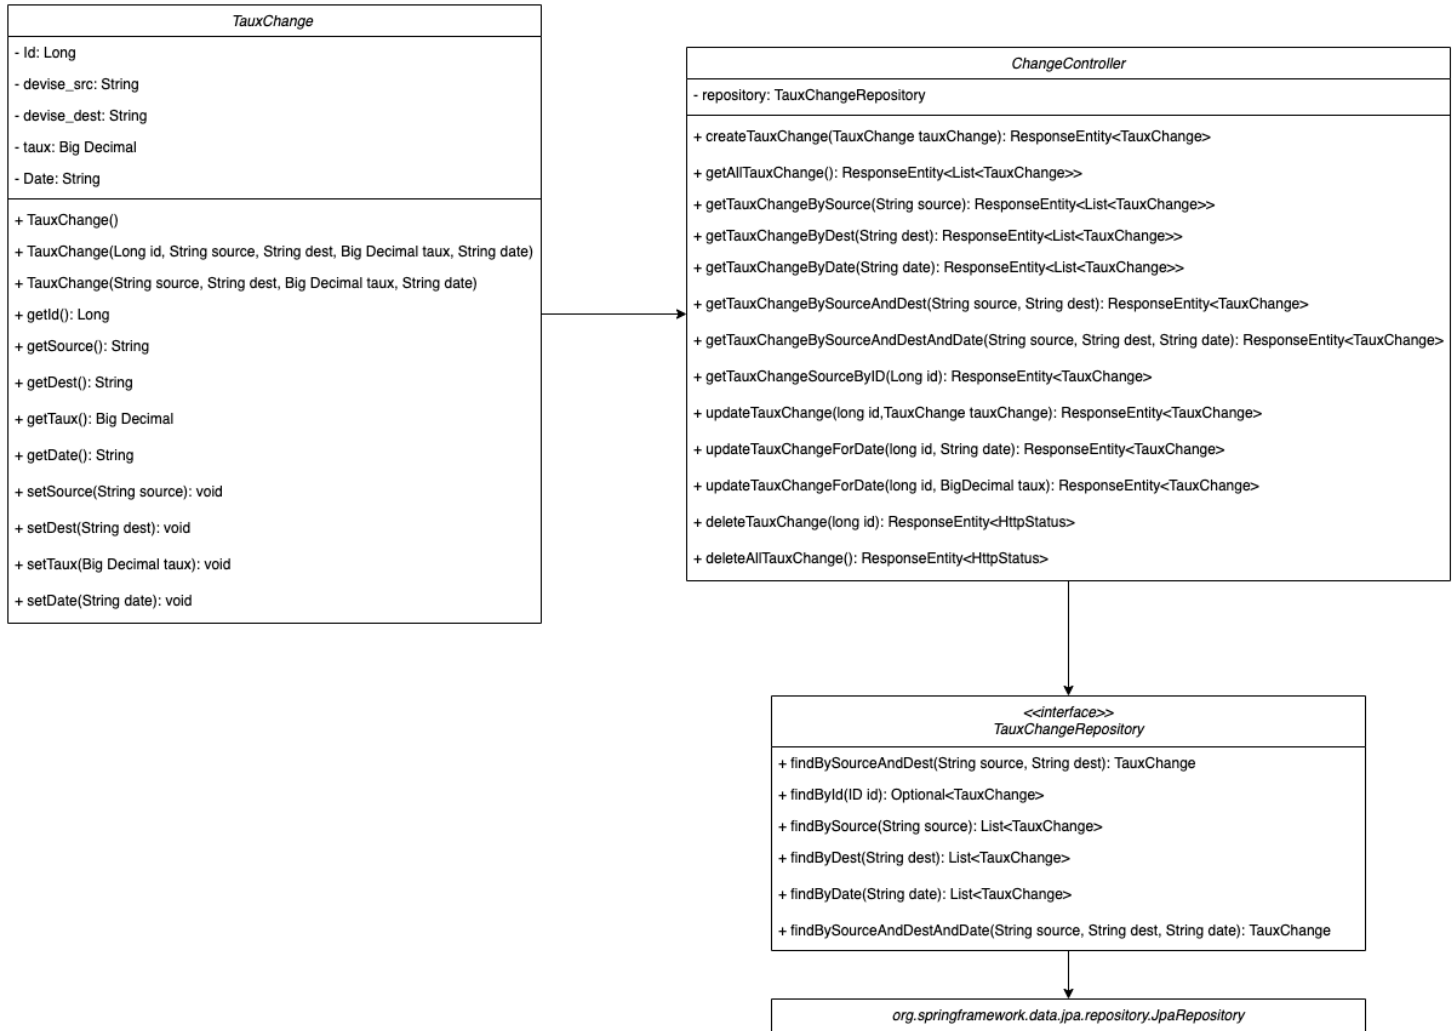 TauxChange
- Id: Long
- devise_src: String
- devise_dest: String
- taux: Big Decimal
- Date: String
+ TauxChange()
+ TauxChange(Long id, String source, String dest, Big Decimal taux, String date)
+ TauxChange(String source, String dest, Big Decimal taux, String date)
+ getId(): Long
+ getSource(): String
+ getDest(): String
+ getTaux(): Big Decimal
+ getDate(): String
+ setSource(String source): void
+ setDest(String dest): void
+ setTaux(Big Decimal taux): void
+ setDate(String date): void
ChangeController
- repository: TauxChangeRepository
+ createTauxChange(TauxChange tauxChange): ResponseEntity<TauxChange>
+ getAllTauxChange(): ResponseEntity<List<TauxChange>>
+ getTauxChangeBySource(String source): ResponseEntity<List<TauxChange>>
+ getTauxChangeByDest(String dest): ResponseEntity<List<TauxChange>>
+ getTauxChangeByDate(String date): ResponseEntity<List<TauxChange>>
+ getTauxChangeBySourceAndDest(String source, String dest): ResponseEntity<TauxChange>
+ getTauxChangeBySourceAndDestAndDate(String source, String dest, String date): ResponseEntity<TauxChange>
+ getTauxChangeSourceByID(Long id): ResponseEntity<TauxChange>
+ updateTauxChange(long id,TauxChange tauxChange): ResponseEntity<TauxChange>
+ updateTauxChangeForDate(long id, String date): ResponseEntity<TauxChange>
+ updateTauxChangeForDate(long id, BigDecimal taux): ResponseEntity<TauxChange>
+ deleteTauxChange(long id): ResponseEntity<HttpStatus>
+ deleteAllTauxChange(): ResponseEntity<HttpStatus>
<<interface>>
TauxChangeRepository
+ findBySourceAndDest(String source, String dest): TauxChange
+ findById(ID id): Optional<TauxChange>
+ findBySource(String source): List<TauxChange>
+ findByDest(String dest): List<TauxChange>
+ findByDate(String date): List<TauxChange>
+ findBySourceAndDestAndDate(String source, String dest, String date): TauxChange
org.springframework.data.jpa.repository.JpaRepository